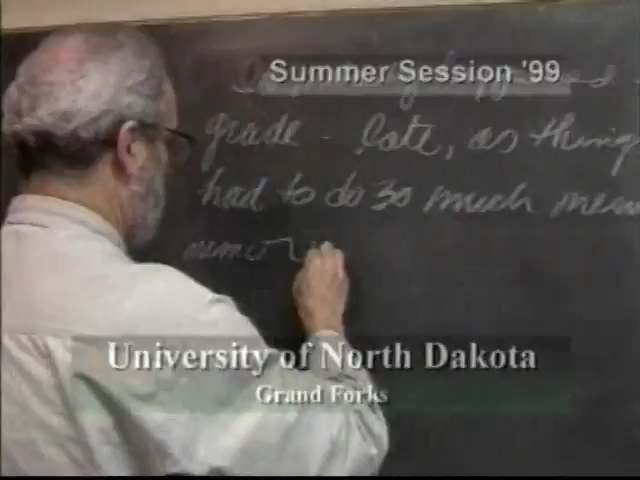 Summer Session '99
grade - late, as thing
had to do so much mem
memor
University of North Dakota
Grand Forks